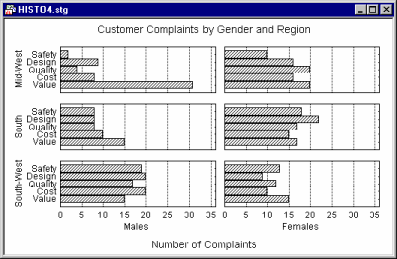 HISTO4.stg
Customer Complaints by Gender and Region
Mid-West
Safety
Design
Quality
Cost
Value
South
Safety
Design
Quality
Cost
Value
South-West
Safety
Design
Quality
Cost
Value
0 5 10 15 20 25 30 35
0 5 10 15 20 25 30 35
Males
Females
Number of Complaints